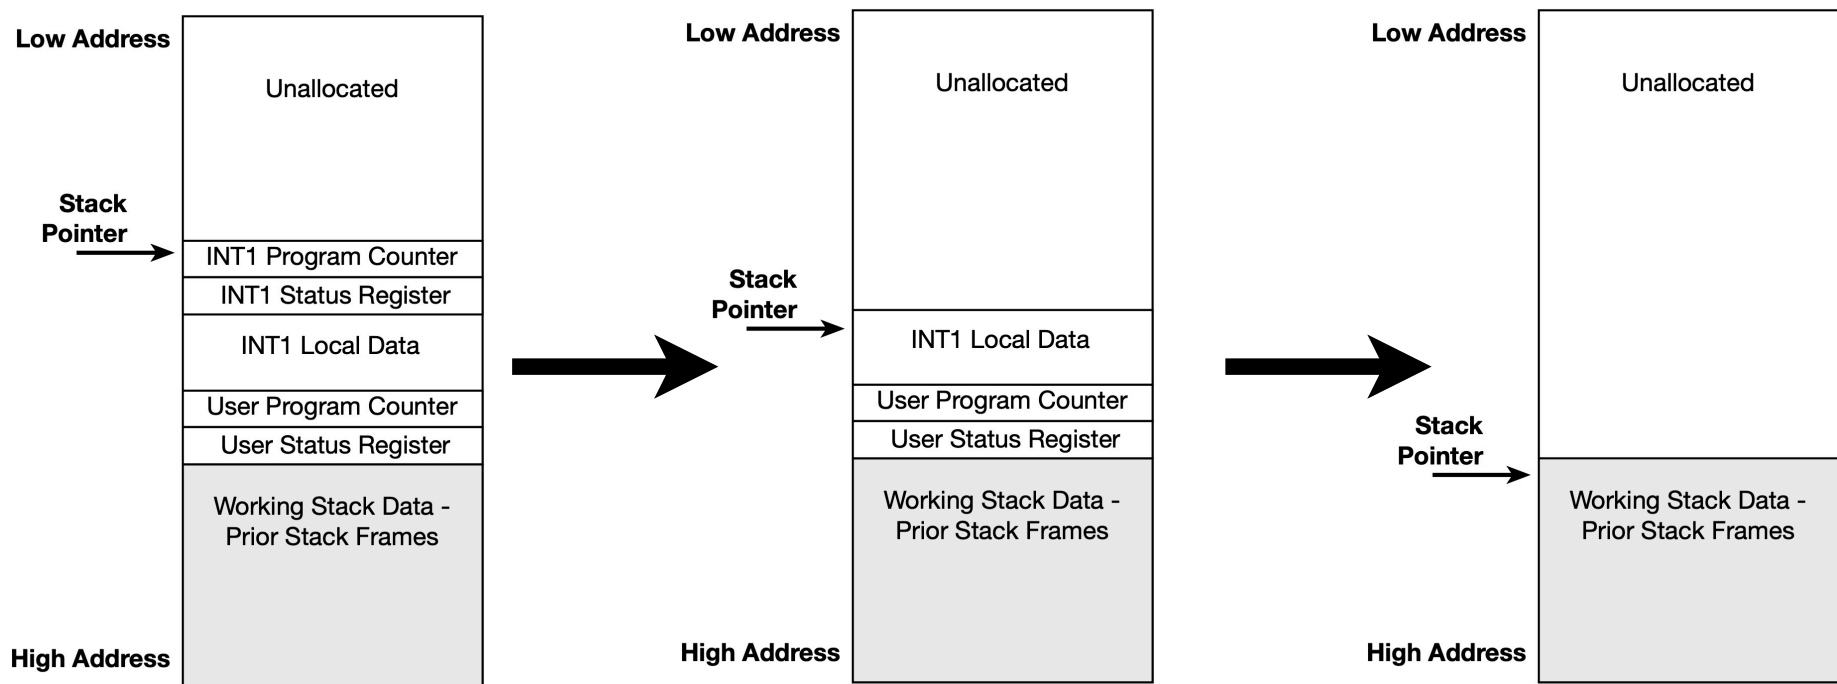 Low Address
Unallocated
Stack
Pointer
INT1 Program Counter
INT1 Status Register
INT1 Local Data
User Program Counter
User Status Register
Working Stack Data -
Prior Stack Frames
High Address
Low Address
Unallocated
Stack
Pointer
INT1 Local Data
User Program Counter
User Status Register
Working Stack Data -
Prior Stack Frames
High Address
Low Address
Unallocated
Stack
Pointer
Working Stack Data -
Prior Stack Frames
High Address